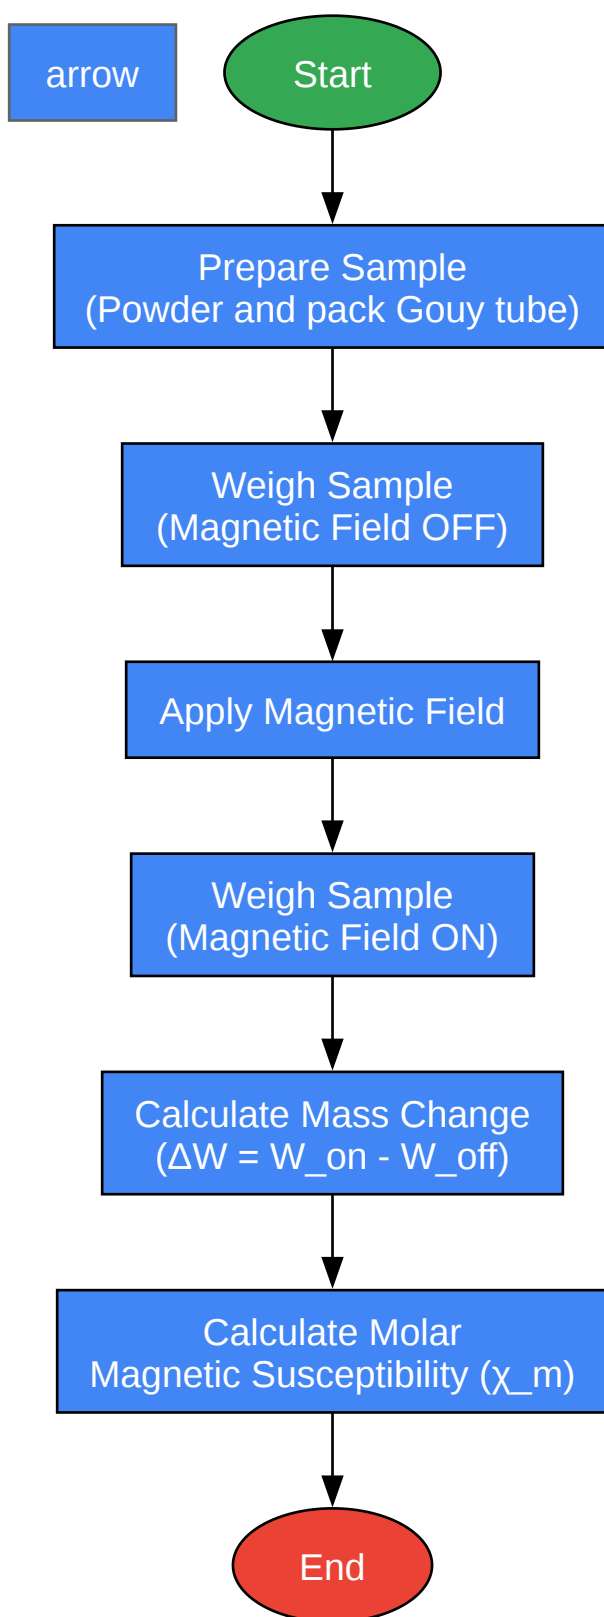 arrow
Start
Prepare Sample
(Powder and pack Gouy tube)
Weigh Sample
(Magnetic Field OFF)
Apply Magnetic Field
Weigh Sample
(Magnetic Field ON)
Calculate Mass Change
(ΔW = W_on - W_off)
Calculate Molar
Magnetic Susceptibility (χ_m)
End